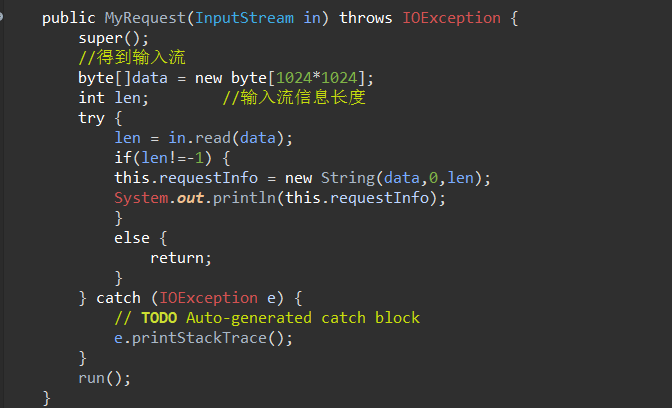 public MyRequest(InputStream in) throws IOException {
super();
//得到输入流
byte[]data = new byte[1024*1024];
int len; //输入流信息长度
try {
len = in.read(data);
if(len!=-1) {
this.requestInfo = new String(data,0,len);
System.out.println(this.requestInfo);
}
else {
return;
}
} catch (IOException e) {
// TODO Auto-generated catch block
e.printStackTrace();
}
run();
}